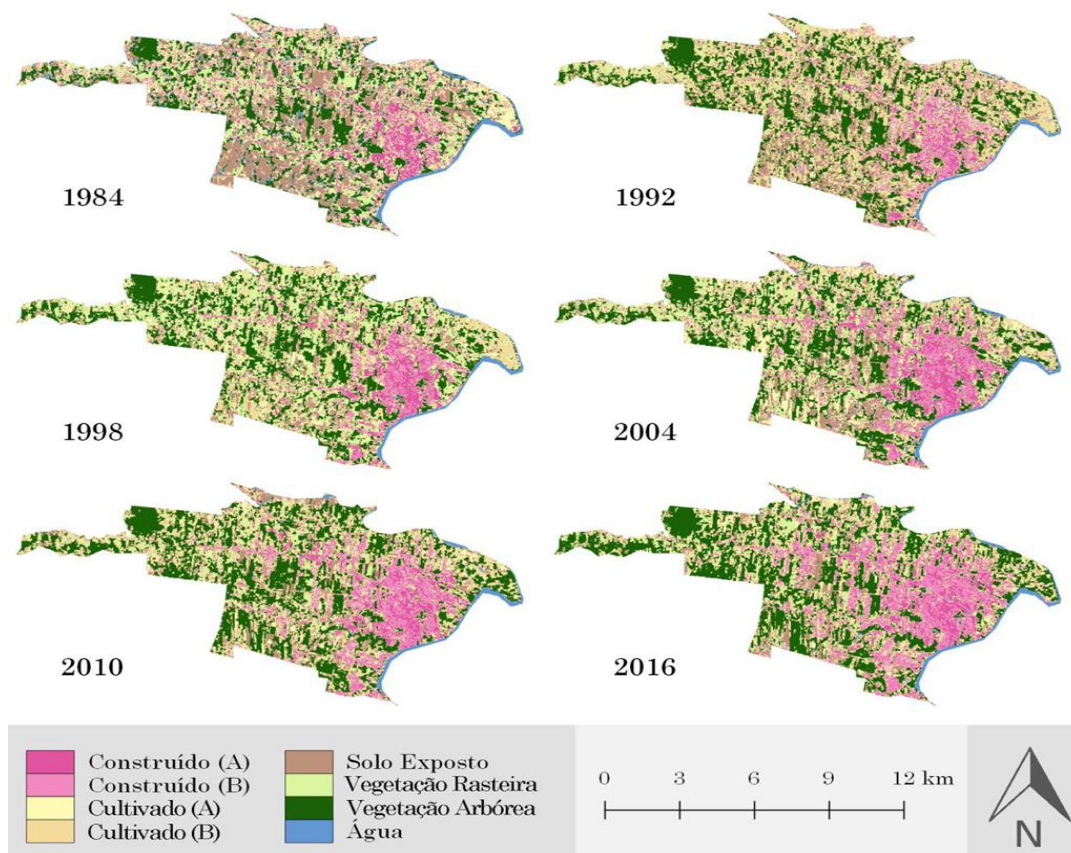 1984
1992
1998
2004
2010
2016
Construído (A)
Construído (B)
Cultivado (A)
Cultivado (B)
Solo Exposto
Vegetação Rasteira
Vegetação Arbórea
Água
0 3 6 9 12 km
N